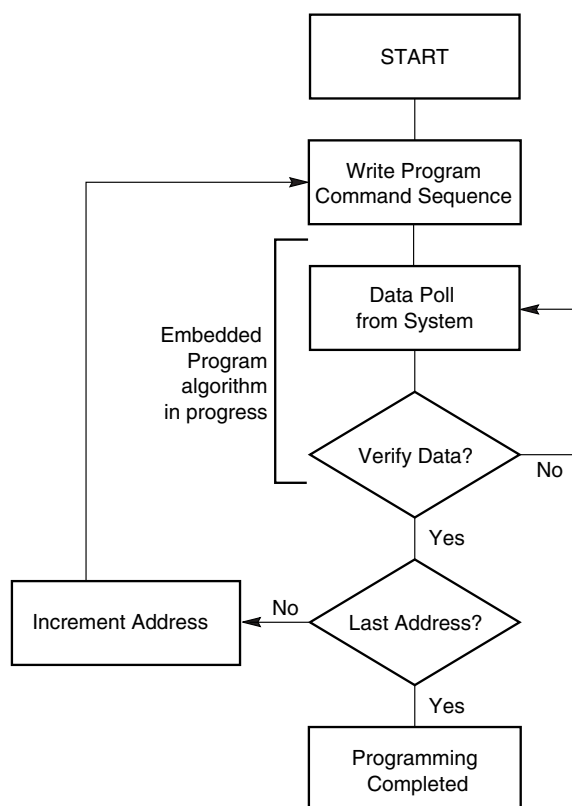 START
Write Program
Command Sequence
Data Poll
from System
Embedded
Program
algorithm
in progress
Verify Data?
No
Yes
Increment Address
No
Last Address?
Yes
Programming
Completed